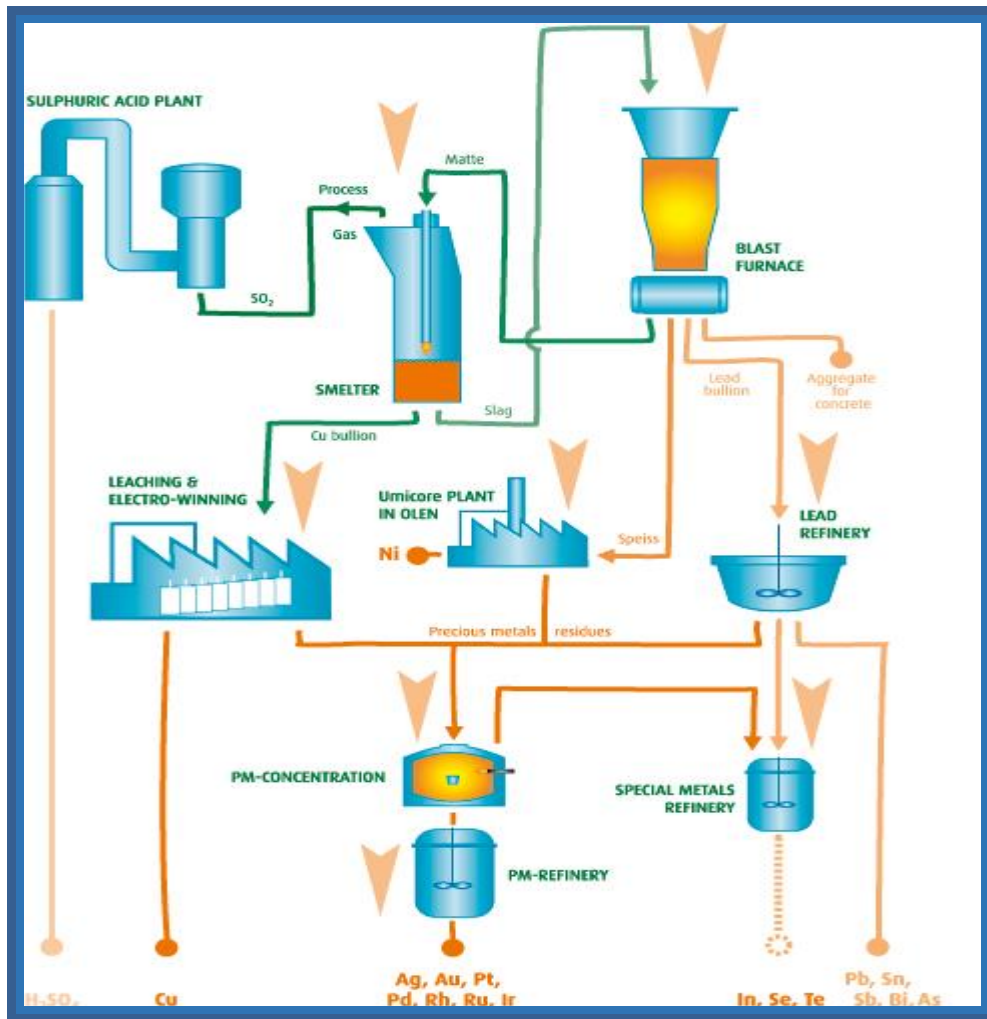 SULPHURIC ACID PLANT
Matte
Process
Gas
SO₂
BLAST
FURNACE
SMELTER
Slag
Cu bullion
Lead
bullion
Aggregate
for
concrete
LEACHING &
ELECTRO-WINNING
Umicore PLANT
IN OLEN
Ni
Speiss
LEAD
REFINERY
Precious metals residues
PM-CONCENTRATION
SPECIAL METALS
REFINERY
PM-REFINERY
H₂SO₄
Cu
Ag, Au, Pt,
Pd, Rh, Ru, Ir
In, Se, Te
Pb, Sn,
Sb, Bi, As